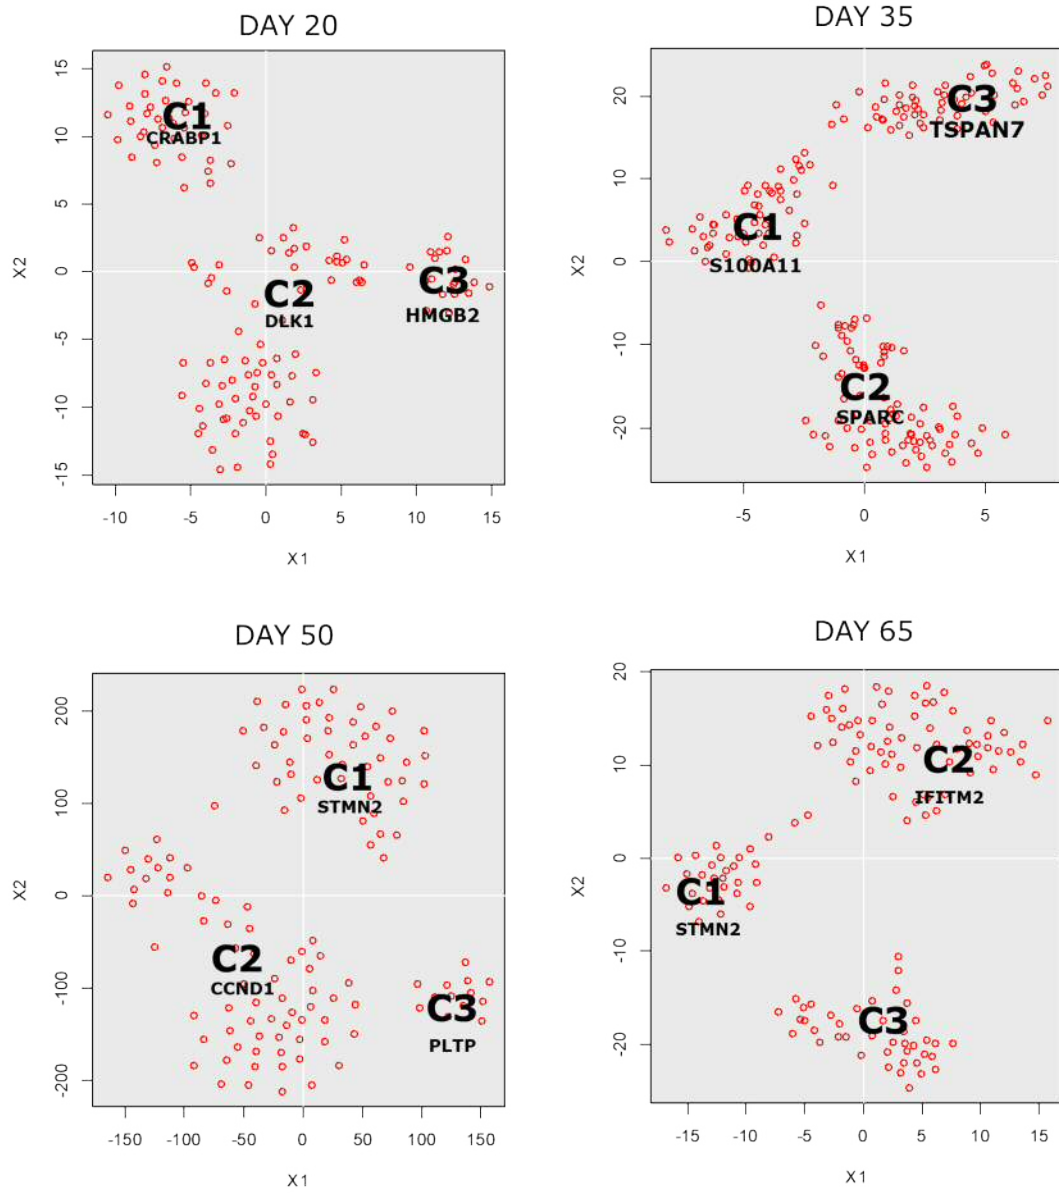 DAY 20
15
10
5
0
-5
-10
-15
X2
C1
CRABP1
C2
DLK1
C3
HMGB2
-10
-5
0
5
10
15
X1
DAY 35
20
10
0
-10
-20
X2
C3
TSPAN7
C1
S100A11
C2
SPARC
-5
0
5
X1
DAY 50
200
100
0
-100
-200
X2
C1
STMN2
C2
CCND1
C3
PLTP
-150
-100
-50
0
50
100
150
X1
DAY 65
20
10
0
-10
-20
X2
C2
IFITM2
C1
STMN2
C3
-15
-10
-5
0
5
10
15
X1